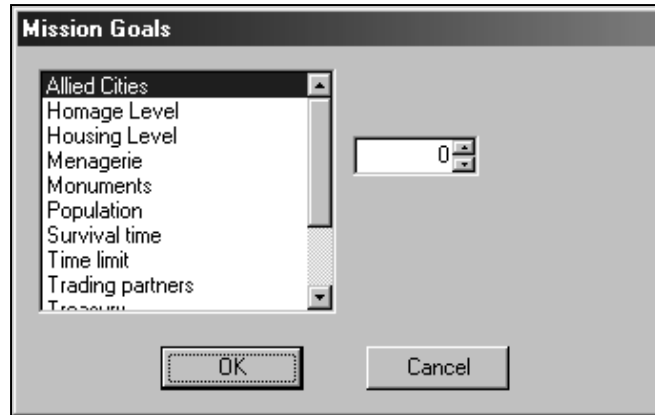 Mission Goals
Allied Cities
Homage Level
Housing Level
Menagerie
Monuments
Population
Survival time
Time limit
Trading partners
Treasury
0
OK
Cancel